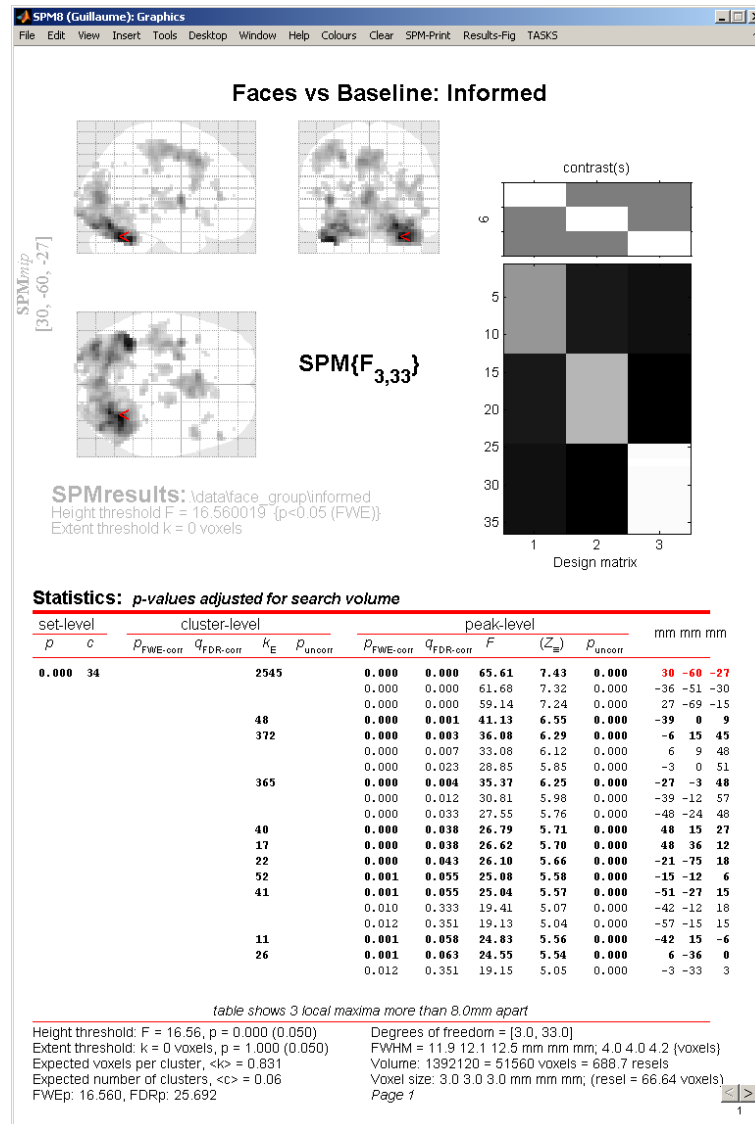 SPM8 (Guillaume): Graphics
File Edit View Insert Tools Desktop Window Help Colours Clear SPM-Print Results-Fig TASKS
Faces vs Baseline: Informed
SPMmip
[30, -60, -27]
<
<
<
SPM{F3,33}
contrast(s)
6
5
10
15
20
25
30
35
1 2 3
Design matrix
SPMresults: .\data\face_group\informed
Height threshold F = 16.560019 {p<0.05 (FWE)}
Extent threshold k = 0 voxels
Statistics: p-values adjusted for search volume
set-level cluster-level peak-level mm mm mm
p c pFWE-corr qFDR-corr kE puncorr pFWE-corr qFDR-corr F (Z≡) puncorr
0.000 34 2545 0.000 0.000 65.61 7.43 0.000 30 -60 -27
0.000 0.000 61.68 7.32 0.000 -36 -51 -30
0.000 0.000 59.14 7.24 0.000 27 -69 -15
48 0.000 0.001 41.13 6.55 0.000 -39 0 9
372 0.000 0.003 36.08 6.29 0.000 -6 15 45
0.000 0.007 33.08 6.12 0.000 6 9 48
0.000 0.023 28.85 5.85 0.000 -3 0 51
365 0.000 0.004 35.37 6.25 0.000 -27 -3 48
0.000 0.012 30.81 5.98 0.000 -39 -12 57
0.000 0.033 27.55 5.76 0.000 -48 -24 48
40 0.000 0.038 26.79 5.71 0.000 48 15 27
17 0.000 0.038 26.62 5.70 0.000 48 36 12
22 0.000 0.043 26.10 5.66 0.000 -21 -75 18
52 0.001 0.055 25.08 5.58 0.000 -15 -12 6
41 0.001 0.055 25.04 5.57 0.000 -51 -27 15
0.010 0.333 19.41 5.07 0.000 -42 -12 18
0.012 0.351 19.13 5.04 0.000 -57 -15 15
11 0.001 0.058 24.83 5.56 0.000 -42 15 -6
26 0.001 0.063 24.55 5.54 0.000 6 -36 0
0.012 0.351 19.15 5.05 0.000 -3 -33 3
table shows 3 local maxima more than 8.0mm apart
Height threshold: F = 16.56, p = 0.000 (0.050) Degrees of freedom = [3.0, 33.0]
Extent threshold: k = 0 voxels, p = 1.000 (0.050) FWHM = 11.9 12.1 12.5 mm mm mm; 4.0 4.0 4.2 {voxels}
Expected voxels per cluster, <k> = 0.831 Volume: 1392120 = 51560 voxels = 688.7 resels
Expected number of clusters, <c> = 0.06 Voxel size: 3.0 3.0 3.0 mm mm mm; (resel = 66.64 voxels)
FWEp: 16.560, FDRp: 25.692 Page 1
< >
1